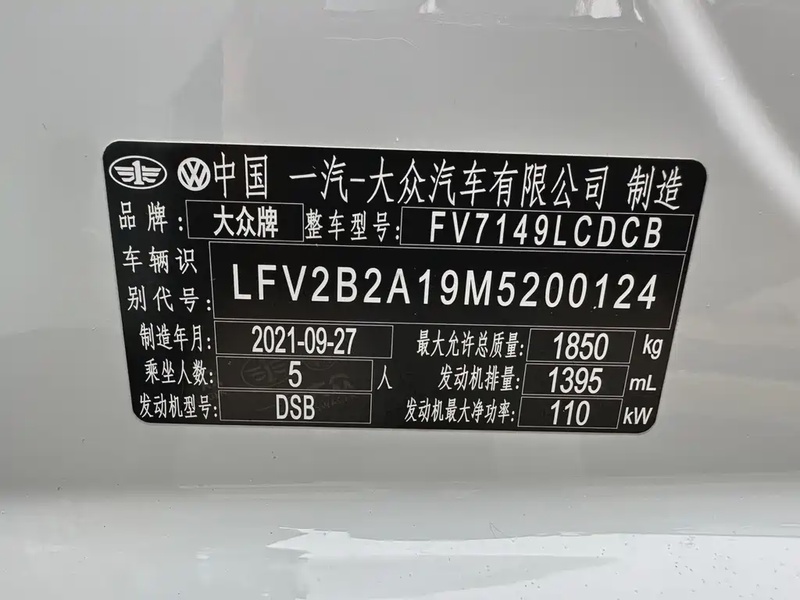 中国 一汽-大众汽车有限公司 制造
品牌: 大众牌 整车型号: FV7149LCDCB
车辆识别代号: LFV2B2A19M5200124
制造年月: 2021-09-27 最大允许总质量: 1850 kg
乘坐人数: 5 人 发动机排量: 1395 mL
发动机型号: DSB 发动机最大净功率: 110 kW